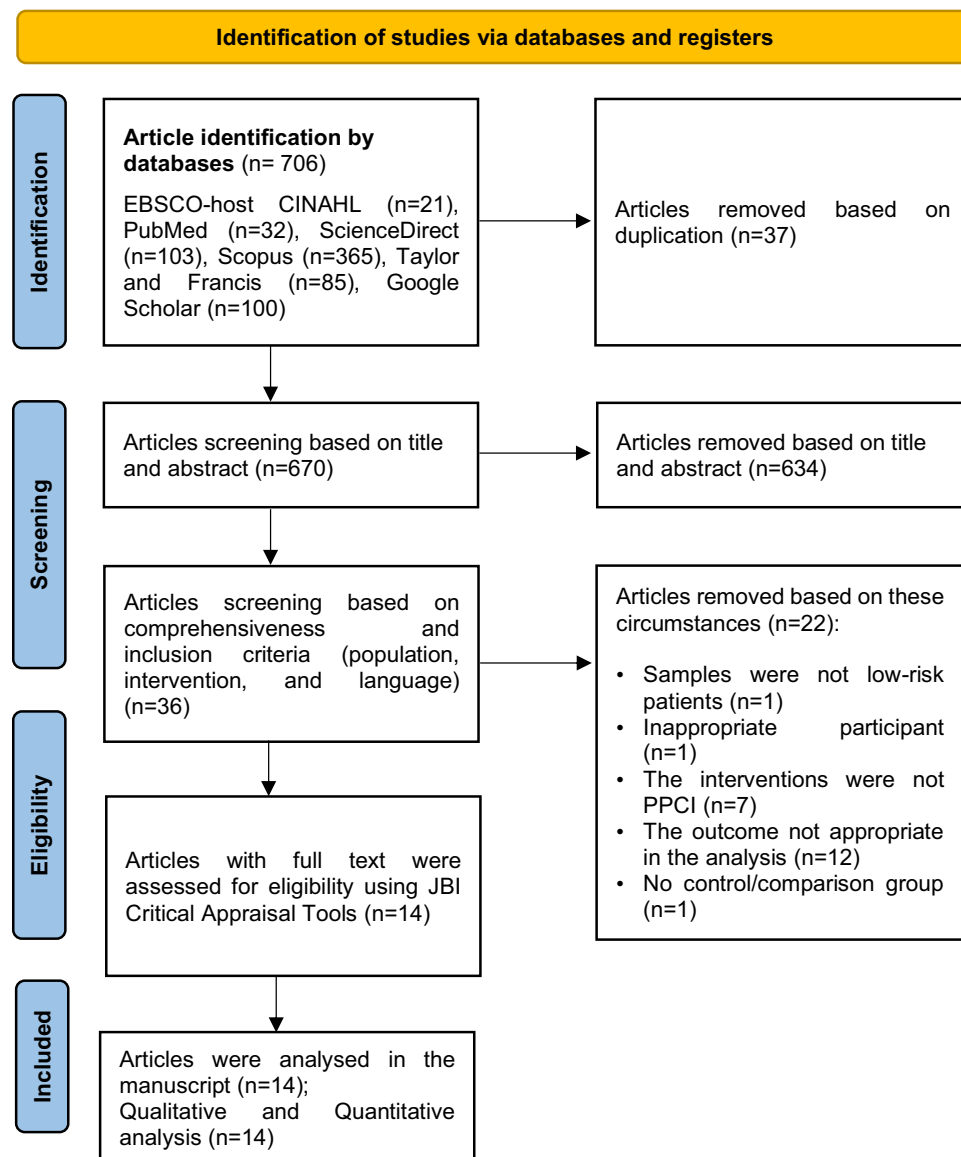 Identification of studies via databases and registers
Identification
Article identification by
databases (n= 706)
EBSCO-host CINAHL (n=21),
PubMed (n=32), ScienceDirect
(n=103), Scopus (n=365), Taylor
and Francis (n=85), Google
Scholar (n=100)
Articles removed based on
duplication (n=37)
Screening
Articles screening based on title
and abstract (n=670)
Articles removed based on title
and abstract (n=634)
Articles screening based on
comprehensiveness and
inclusion criteria (population,
intervention, and language)
(n=36)
Articles removed based on these
circumstances (n=22):
• Samples were not low-risk
patients (n=1)
• Inappropriate participant
(n=1)
• The interventions were not
PPCI (n=7)
• The outcome not appropriate
in the analysis (n=12)
• No control/comparison group
(n=1)
Eligibility
Articles with full text were
assessed for eligibility using JBI
Critical Appraisal Tools (n=14)
Included
Articles were analysed in the
manuscript (n=14);
Qualitative and Quantitative
analysis (n=14)